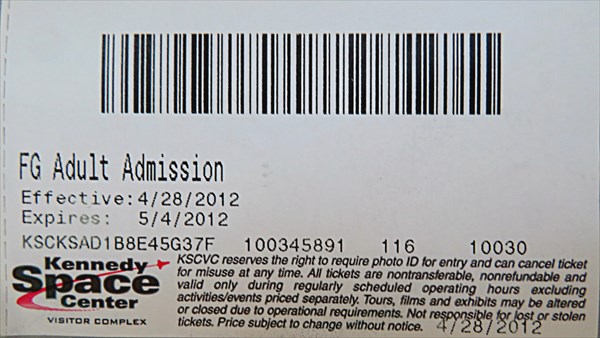 FG Adult Admission
Effective: 4/28/2012
Expires: 5/4/2012
KSCKSAD1B8E45G37F 100345891 116 10030
Kennedy
Space
Center
VISITOR COMPLEX
KSCVC reserves the right to require photo ID for entry and can cancel ticket
for misuse at any time. All tickets are nontransferable, nonrefundable and
valid only during regularly scheduled operating hours excluding
activities/events priced separately. Tours, films and exhibits may be altered
or closed due to operational requirements. Not responsible for lost or stolen
tickets. Price subject to change without notice. 4/28/2012